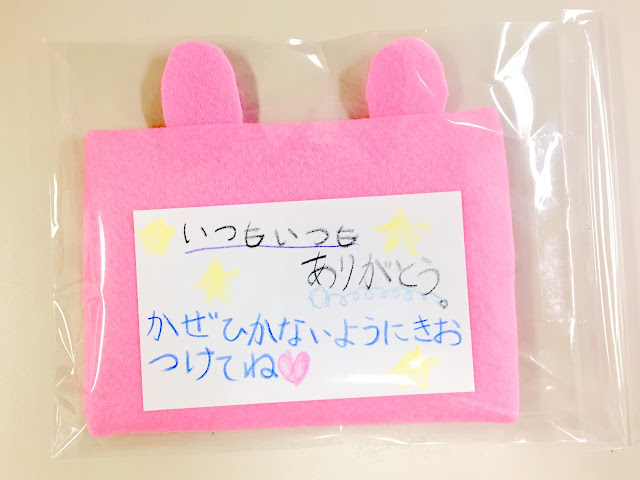 いつもいつも
ありがとう。
かぜひかないようにきお
つけてね